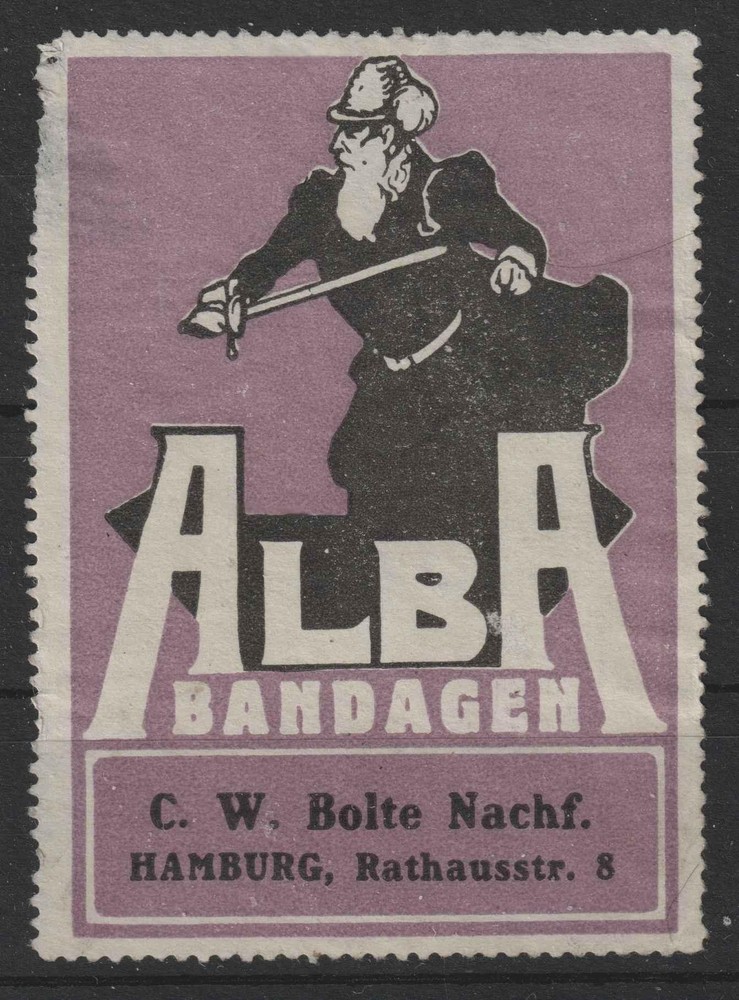 ALBA
BANDAGEN
C. W. Bolte Nachf.
HAMBURG, Rathausstr. 8